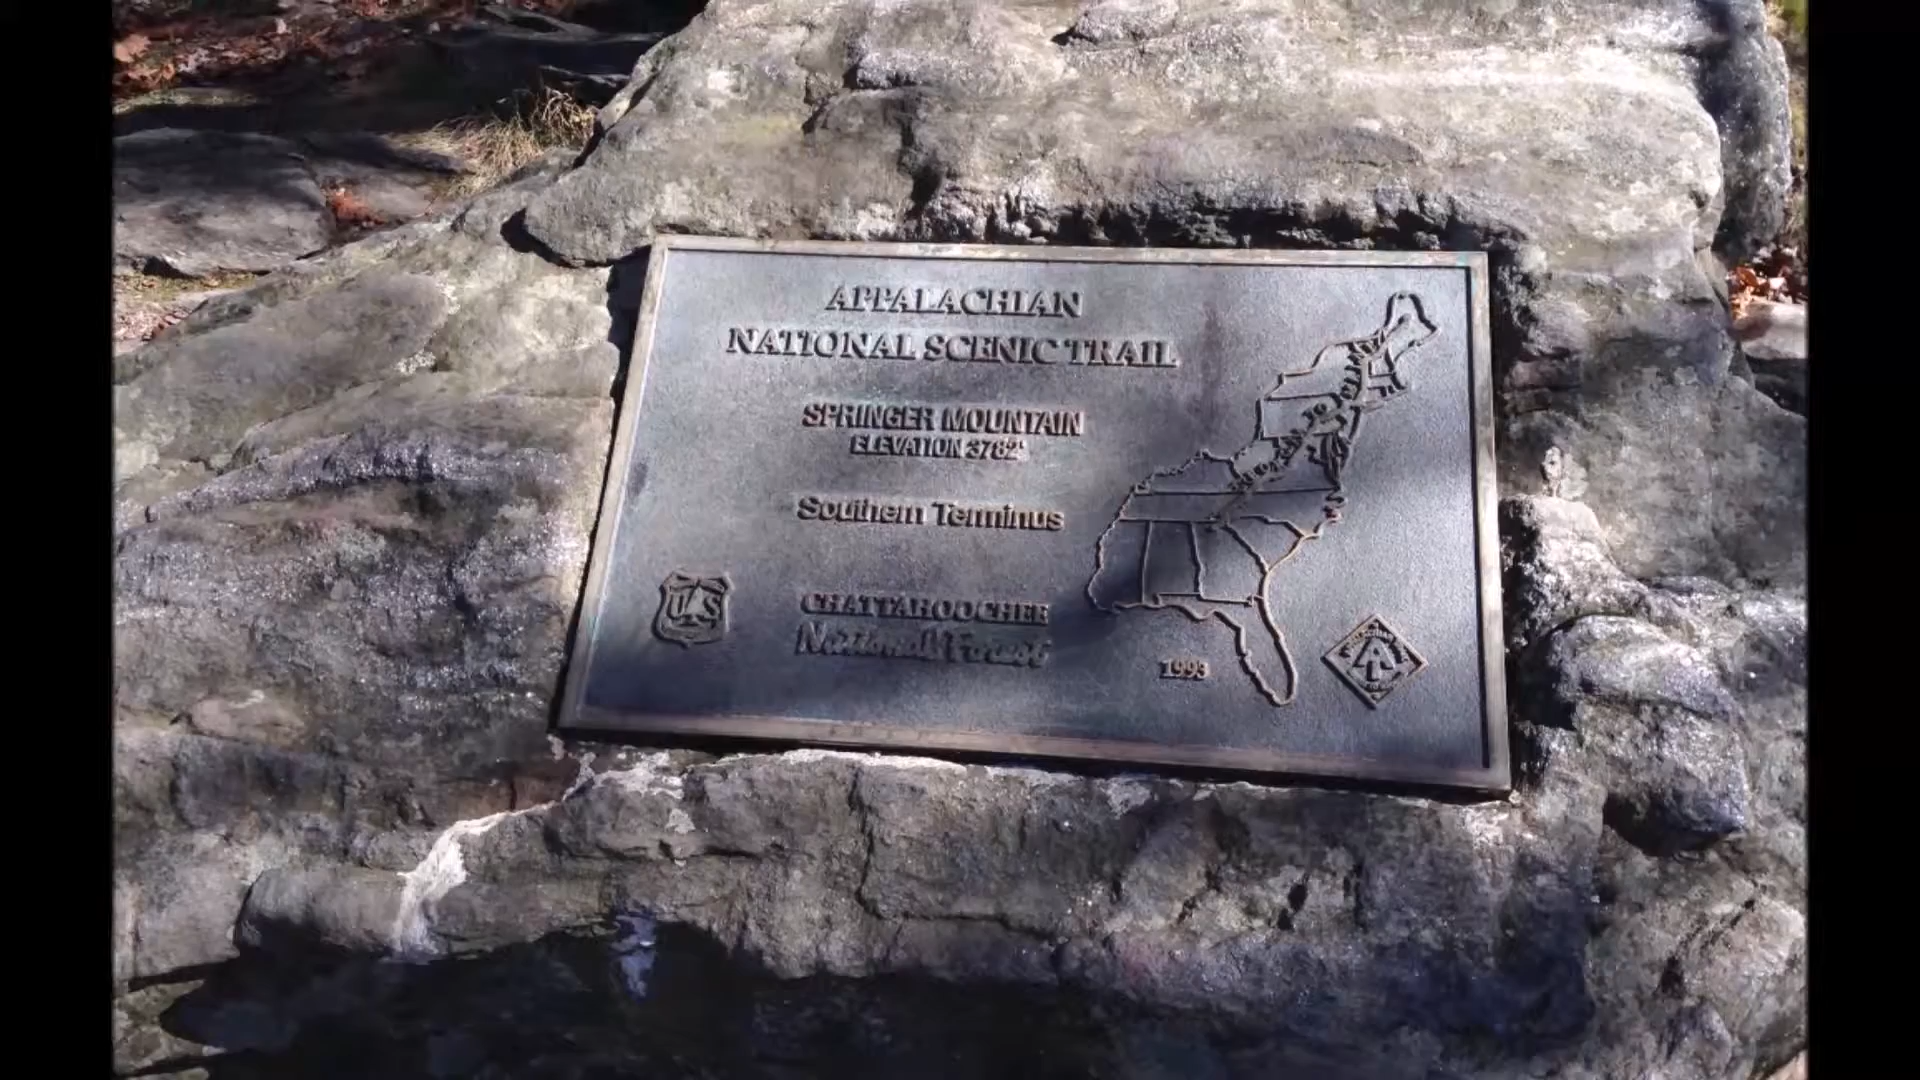 APPALACHIAN
NATIONAL SCENIC TRAIL
SPRINGER MOUNTAIN
ELEVATION 3782'
Southern Terminus
CHATTAHOOCHEE
National Forest
1993
U S